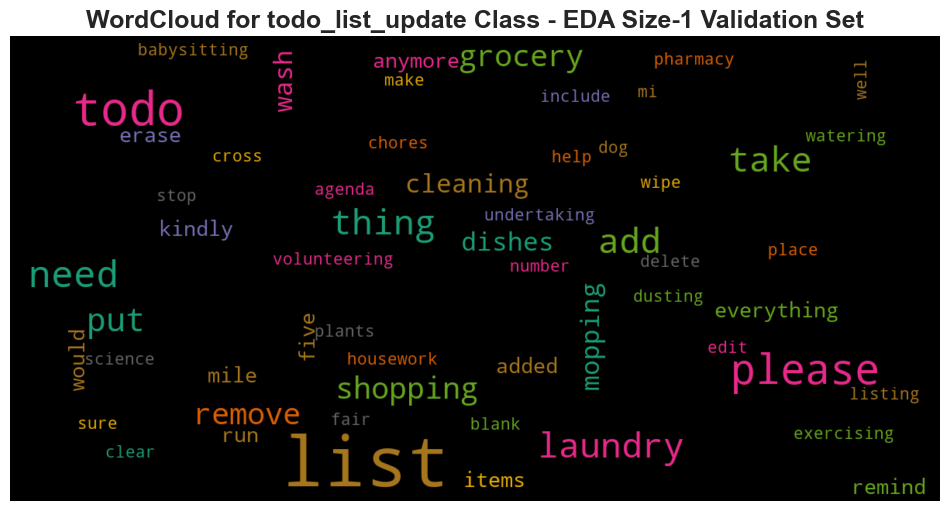 WordCloud for todo_list_update Class - EDA Size-1 Validation Set
babysitting
wash
anymore
grocery
pharmacy
make
include
mi
well
todo
erase
cross
chores
help
dog
watering
take
wipe
stop
agenda
cleaning
kindly
thing
undertaking
dishes
add
place
volunteering
number
delete
need
put
mopping
dusting
everything
would
science
five
plants
housework
added
edit
please
mile
shopping
listing
sure
remove
run
fair
blank
exercising
clear
list
items
laundry
remind